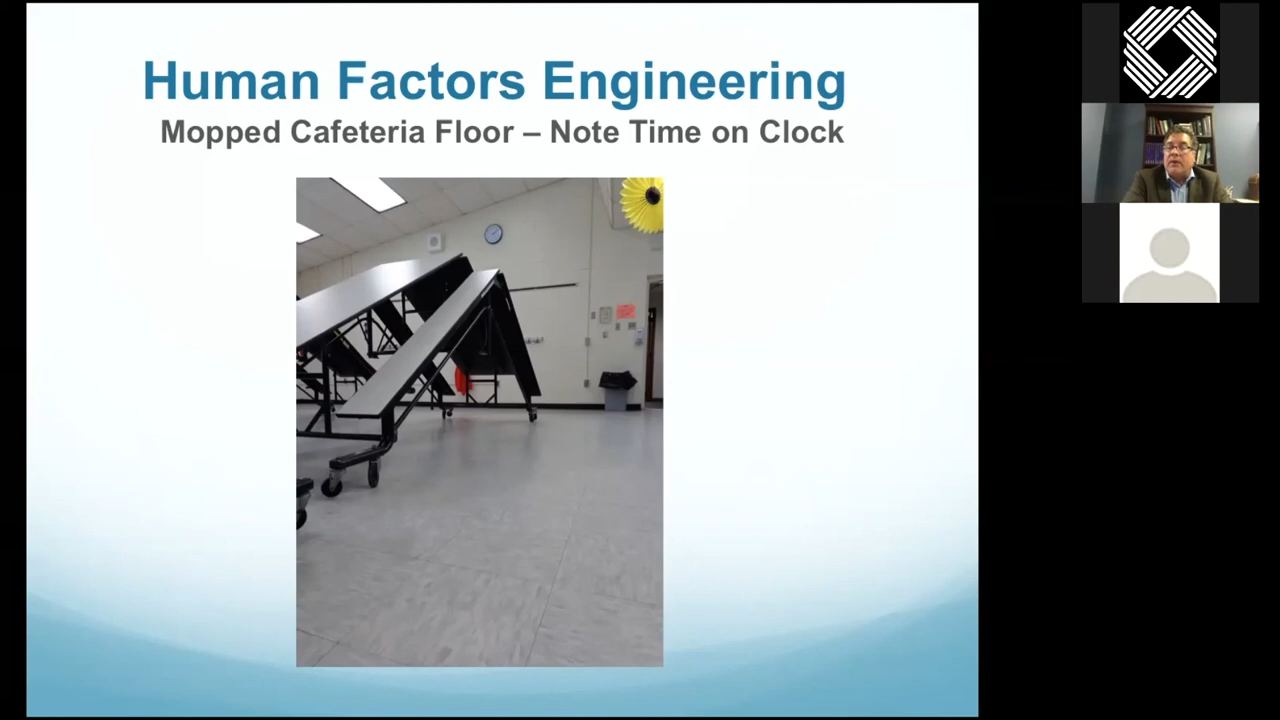 Human Factors Engineering
Mopped Cafeteria Floor – Note Time on Clock